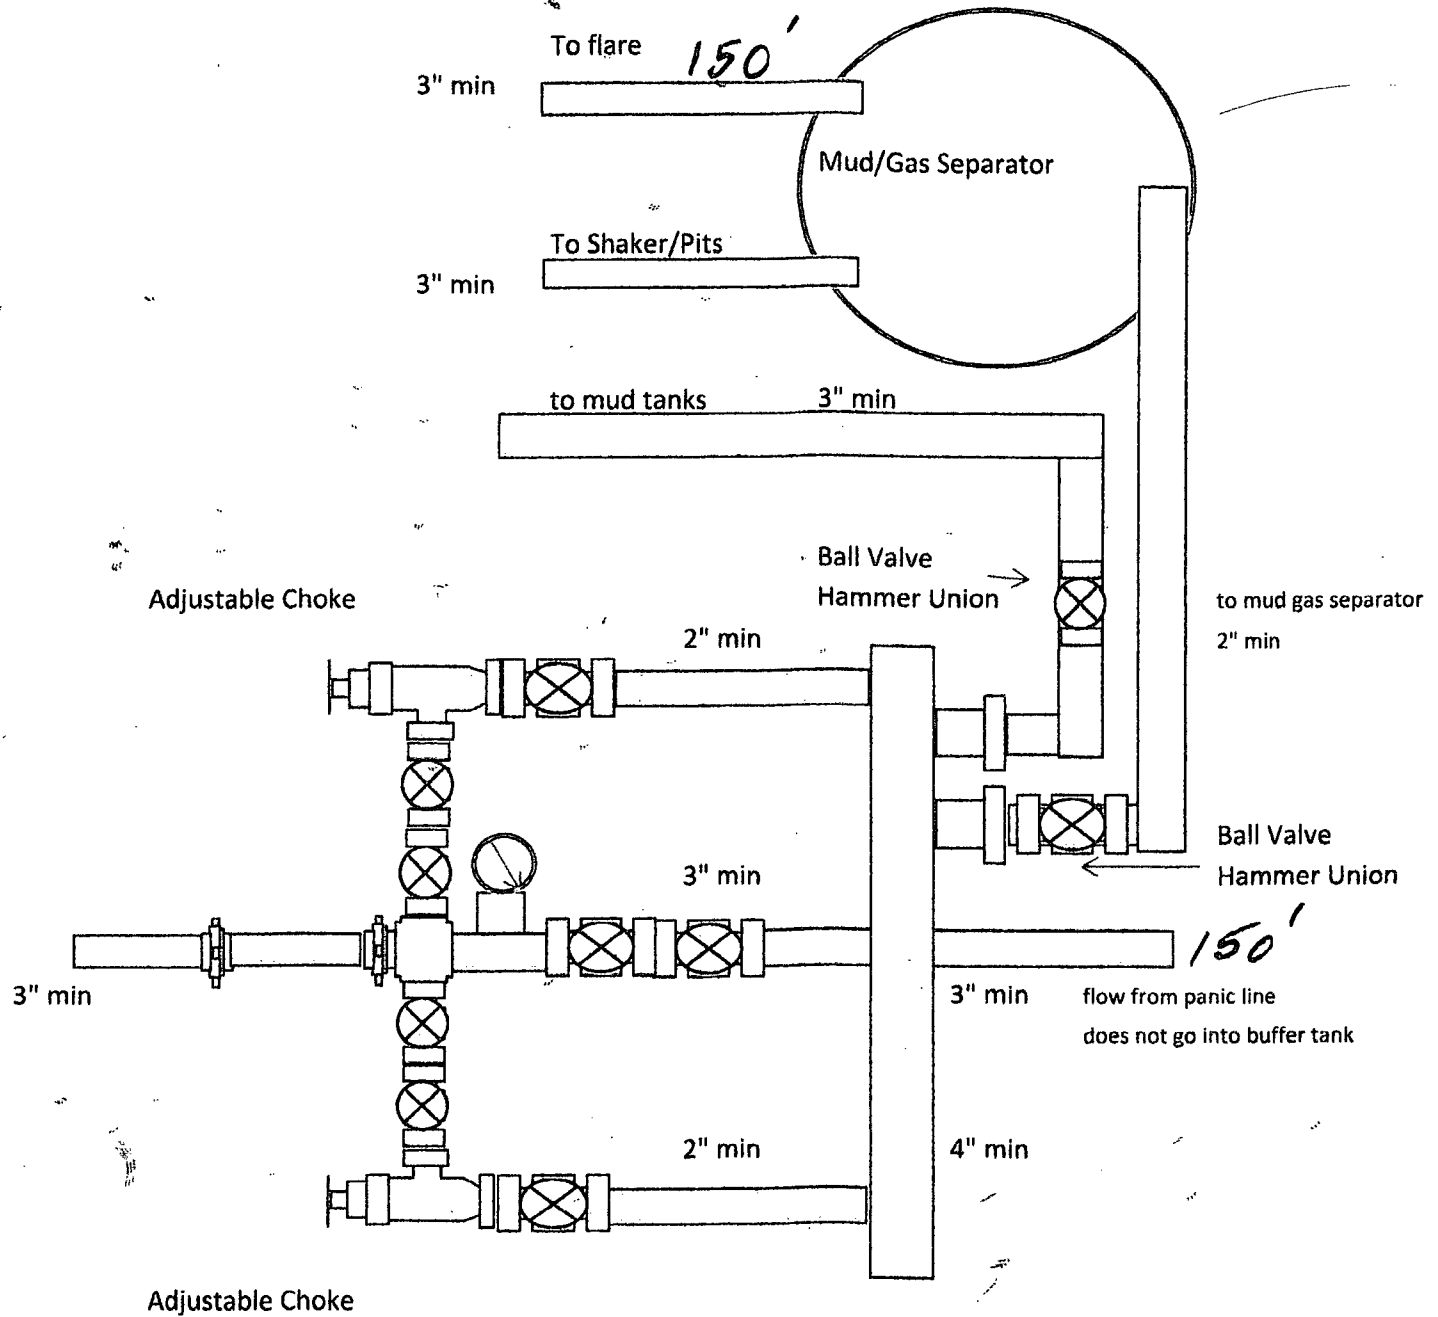 To flare 150'
3" min
Mud/Gas Separator
To Shaker/Pits
3" min
to mud tanks 3" min
Ball Valve
Hammer Union
Adjustable Choke
to mud gas separator
2" min
2" min
Ball Valve
Hammer Union
3" min
150'
3" min
3" min
flow from panic line
does not go into buffer tank
2" min
4" min
Adjustable Choke